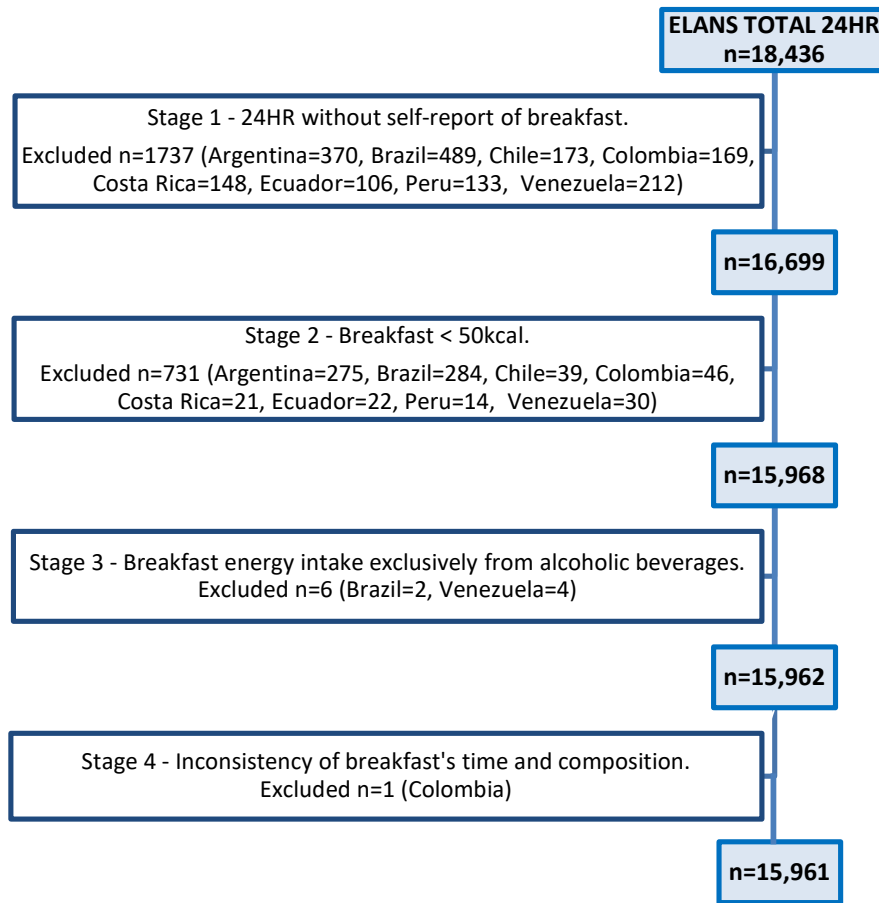 ELANS TOTAL 24HR
n=18,436
Stage 1 - 24HR without self-report of breakfast.
Excluded n=1737 (Argentina=370, Brazil=489, Chile=173, Colombia=169,
Costa Rica=148, Ecuador=106, Peru=133, Venezuela=212)
n=16,699
Stage 2 - Breakfast < 50kcal.
Excluded n=731 (Argentina=275, Brazil=284, Chile=39, Colombia=46,
Costa Rica=21, Ecuador=22, Peru=14, Venezuela=30)
n=15,968
Stage 3 - Breakfast energy intake exclusively from alcoholic beverages.
Excluded n=6 (Brazil=2, Venezuela=4)
n=15,962
Stage 4 - Inconsistency of breakfast's time and composition.
Excluded n=1 (Colombia)
n=15,961